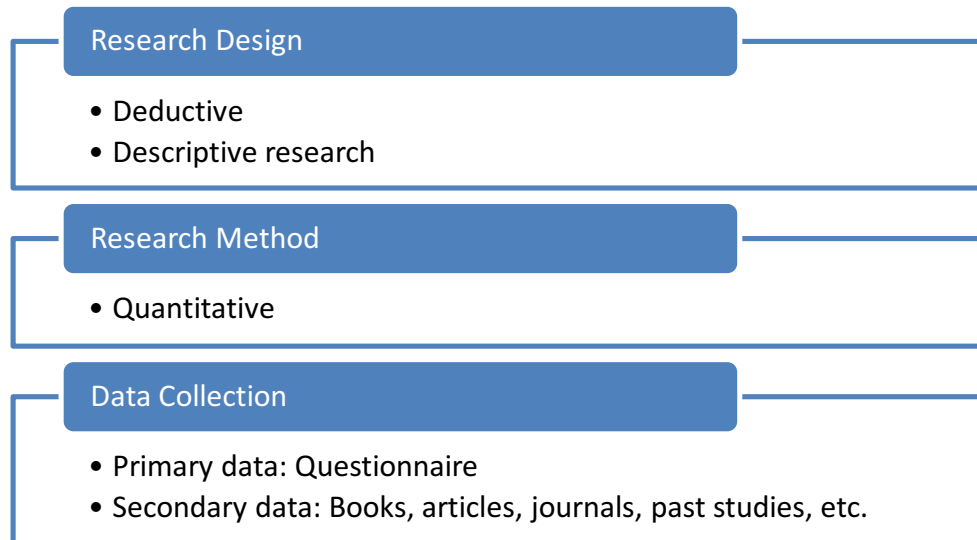 Research Design
• Deductive
• Descriptive research
Research Method
• Quantitative
Data Collection
• Primary data: Questionnaire
• Secondary data: Books, articles, journals, past studies, etc.